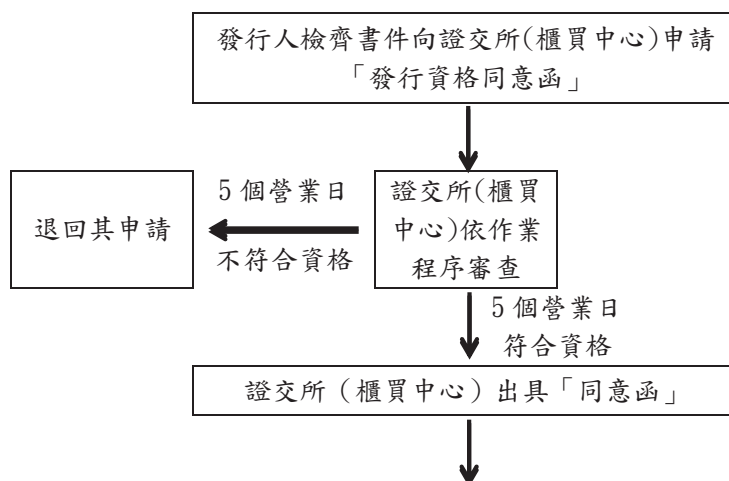 發行人檢齊書件向證交所(櫃買中心)申請
「發行資格同意函」
5個營業日
不符合資格
退回其申請
證交所(櫃買
中心)依作業
程序審查
5個營業日
符合資格
證交所（櫃買中心）出具「同意函」